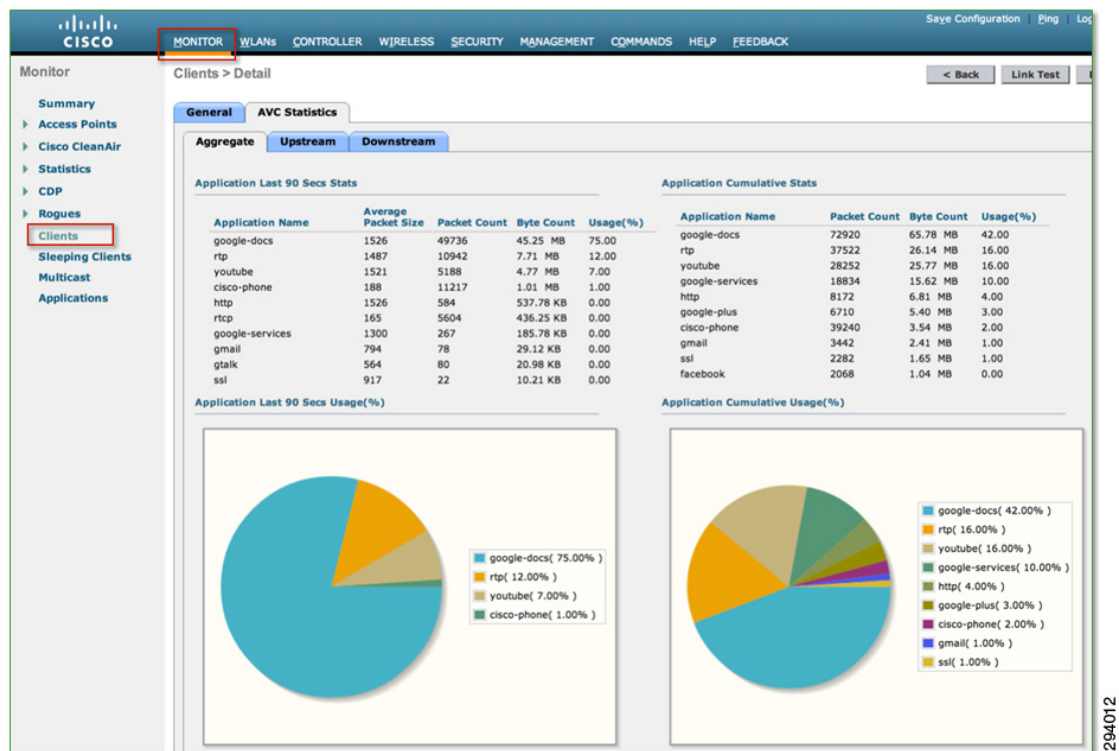 Save Configuration | Ping | Log
CISCO
MONITOR WLANs CONTROLLER WIRELESS SECURITY MANAGEMENT COMMANDS HELP FEEDBACK
Monitor
Summary
Access Points
Cisco CleanAir
Statistics
CDP
Rogues
Clients
Sleeping Clients
Multicast
Applications
Clients > Detail
< Back Link Test
General AVC Statistics
Aggregate Upstream Downstream
Application Last 90 Secs Stats
Application Name Average Packet Size Packet Count Byte Count Usage(%)
google-docs 1526 49736 45.25 MB 75.00
rtp 1487 10942 7.71 MB 12.00
youtube 1521 5188 4.77 MB 7.00
cisco-phone 188 11217 1.01 MB 1.00
http 1526 584 537.78 KB 0.00
rtcp 165 5604 436.25 KB 0.00
google-services 1300 267 185.78 KB 0.00
gmail 794 78 29.12 KB 0.00
gtalk 564 80 20.98 KB 0.00
ssl 917 22 10.21 KB 0.00
Application Cumulative Stats
Application Name Packet Count Byte Count Usage(%)
google-docs 72920 65.78 MB 42.00
rtp 37522 26.14 MB 16.00
youtube 28252 25.77 MB 16.00
google-services 18834 15.62 MB 10.00
http 8172 6.81 MB 4.00
google-plus 6710 5.40 MB 3.00
cisco-phone 39240 3.54 MB 2.00
gmail 3442 2.41 MB 1.00
ssl 2282 1.65 MB 1.00
facebook 2068 1.04 MB 0.00
Application Last 90 Secs Usage(%)
google-docs( 75.00% )
rtp( 12.00% )
youtube( 7.00% )
cisco-phone( 1.00% )
Application Cumulative Usage(%)
google-docs( 42.00% )
rtp( 16.00% )
youtube( 16.00% )
google-services( 10.00% )
http( 4.00% )
google-plus( 3.00% )
cisco-phone( 2.00% )
gmail( 1.00% )
ssl( 1.00% )
294012